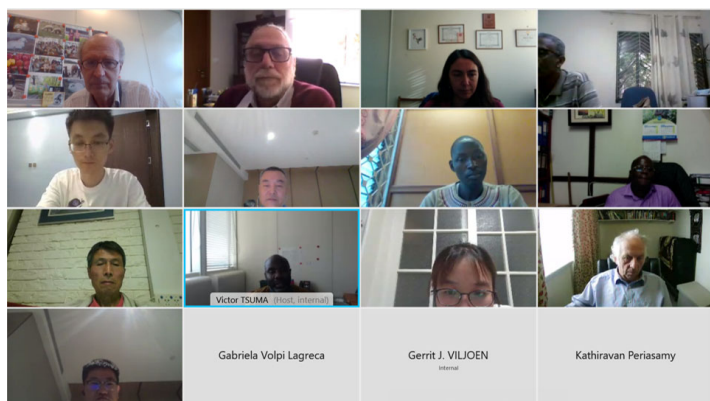 Victor TSUMA (Host, internal)
Gabriela Volpi Lagreca
Gerrit J. VILJOEN
Internal
Kathiravan Periasamy